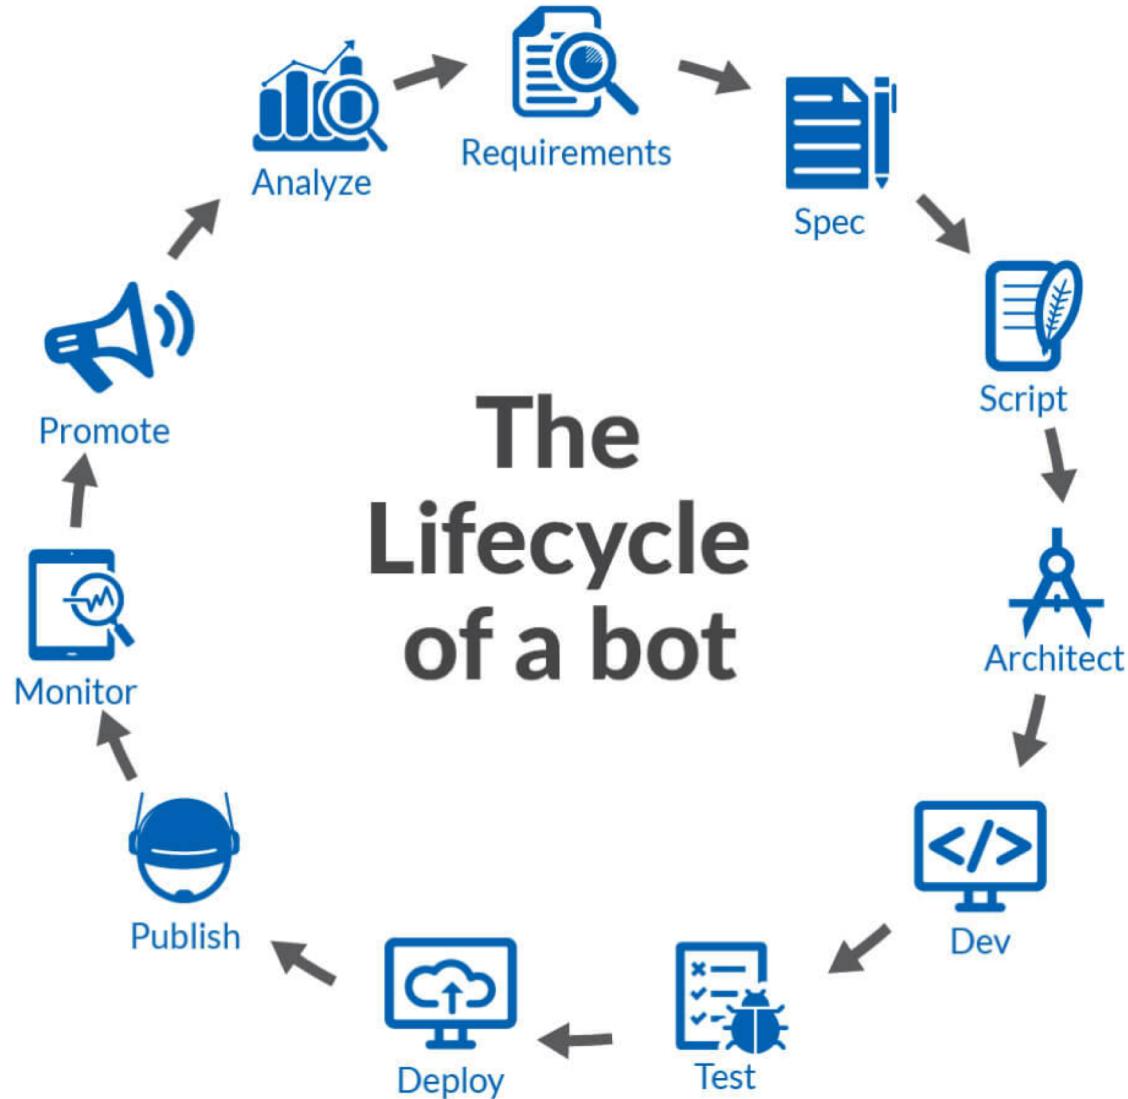 Requirements
Spec
Script
Architect
Dev
Test
Deploy
Publish
Monitor
Promote
Analyze
The
Lifecycle
of a bot